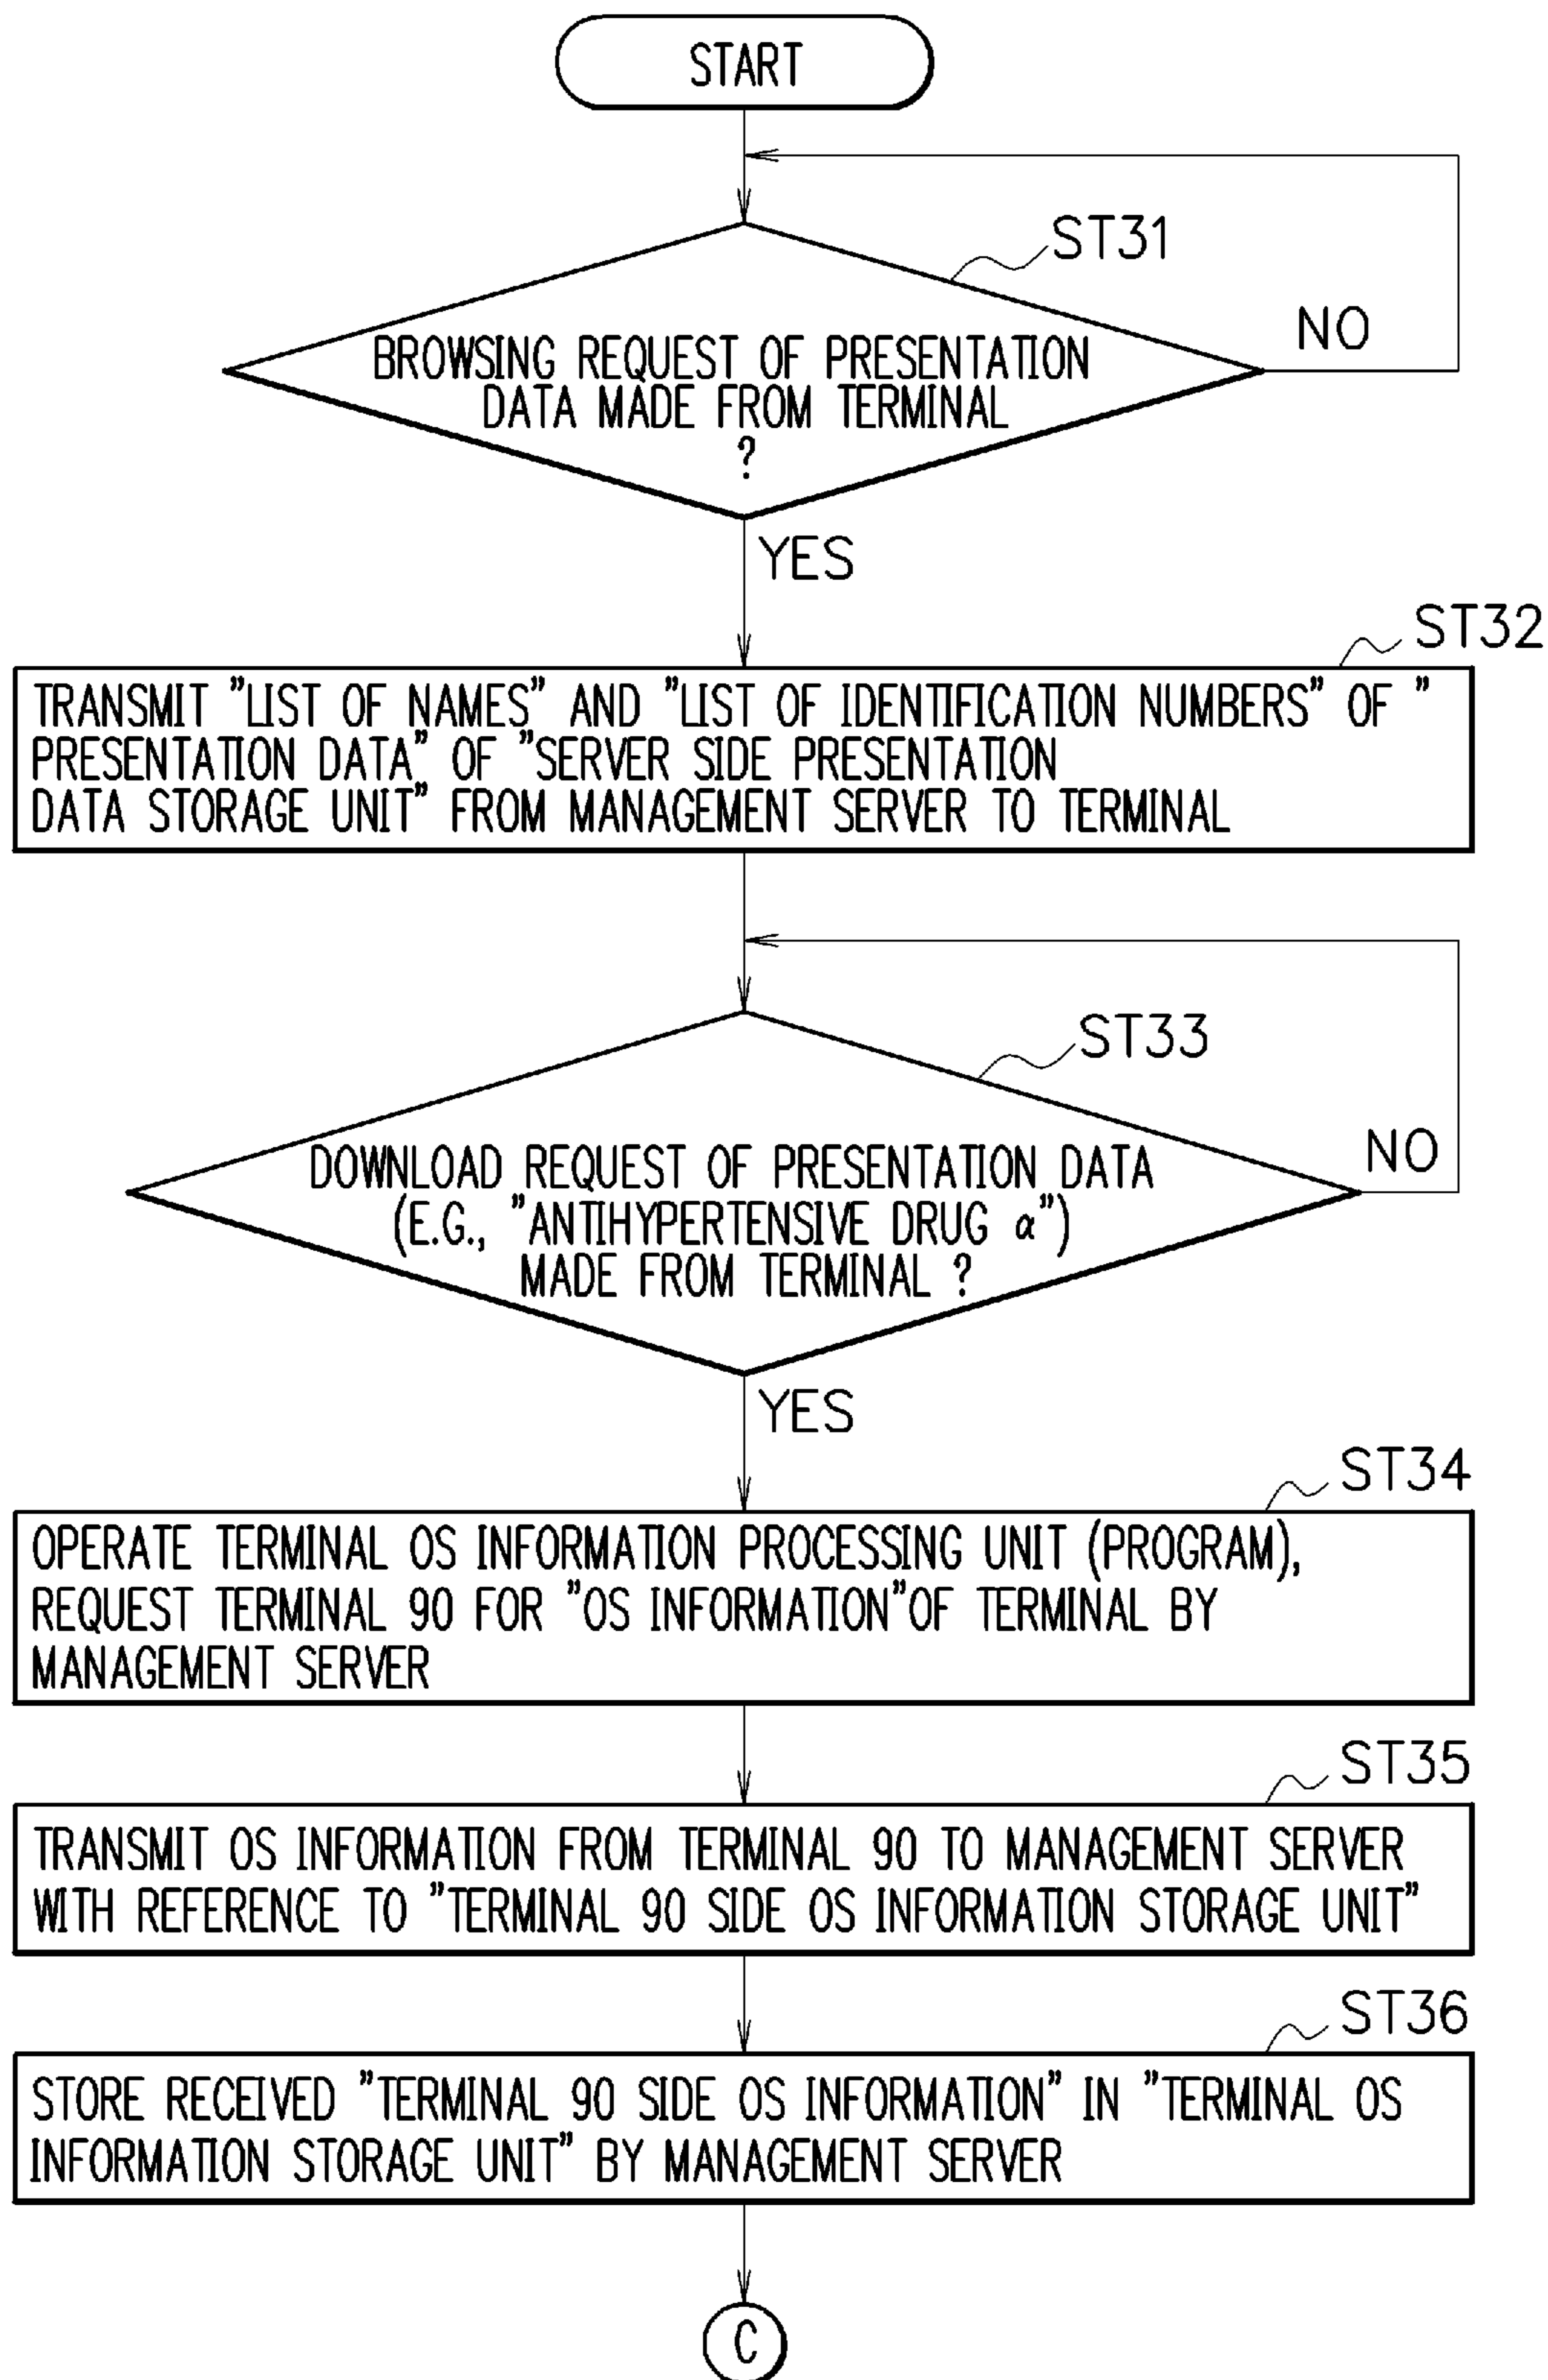 START
ST31
BROWSING REQUEST OF PRESENTATION
DATA MADE FROM TERMINAL
?
NO
YES
ST32
TRANSMIT "LIST OF NAMES" AND "LIST OF IDENTIFICATION NUMBERS" OF "
PRESENTATION DATA" OF "SERVER SIDE PRESENTATION
DATA STORAGE UNIT" FROM MANAGEMENT SERVER TO TERMINAL
ST33
DOWNLOAD REQUEST OF PRESENTATION DATA
(E.G., "ANTIHYPERTENSIVE DRUG α")
MADE FROM TERMINAL ?
NO
YES
ST34
OPERATE TERMINAL OS INFORMATION PROCESSING UNIT (PROGRAM),
REQUEST TERMINAL 90 FOR "OS INFORMATION"OF TERMINAL BY
MANAGEMENT SERVER
ST35
TRANSMIT OS INFORMATION FROM TERMINAL 90 TO MANAGEMENT SERVER
WITH REFERENCE TO "TERMINAL 90 SIDE OS INFORMATION STORAGE UNIT"
ST36
STORE RECEIVED "TERMINAL 90 SIDE OS INFORMATION" IN "TERMINAL OS
INFORMATION STORAGE UNIT" BY MANAGEMENT SERVER
C